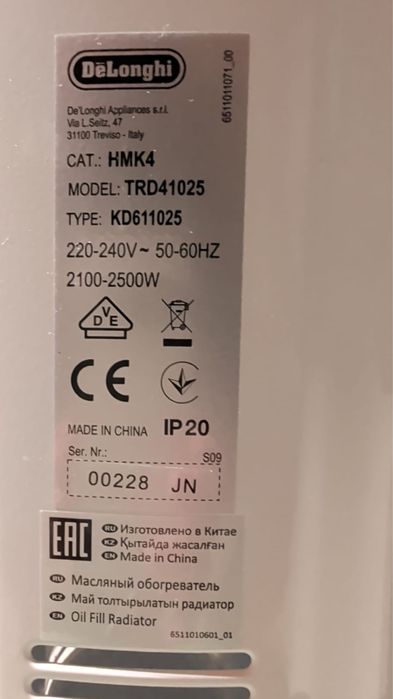 DēLonghi
6511011071_00
De'Longhi Appliances s.r.l.
Via L.Seitz, 47
31100 Treviso - Italy
CAT.: HMK4
MODEL: TRD41025
TYPE: KD611025
220-240V~ 50-60HZ
2100-2500W
DVE
CE
MADE IN CHINA IP20
Ser. Nr.: S09
00228 JN
EAC
RU Изготовлено в Китае
KZ Қытайда жасалған
EN Made in China
RU Масляный обогреватель
KZ Май толтырылатын радиатор
EN Oil Fill Radiator
6511010601_01